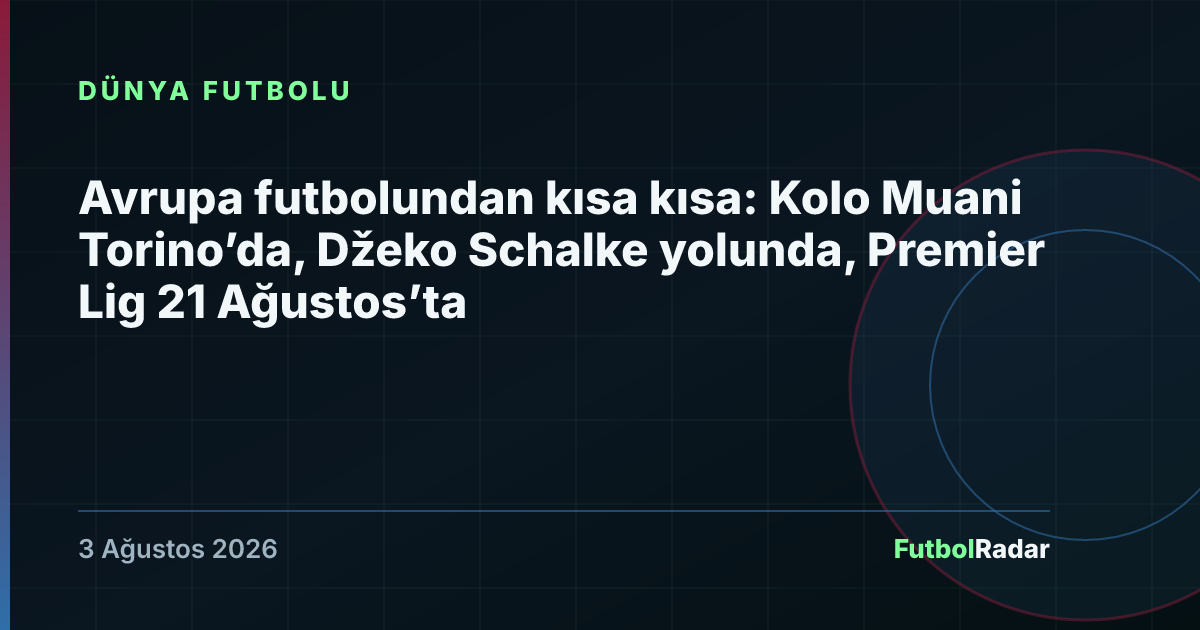 DÜNYA FUTBOLU
Avrupa futbolundan kısa kısa: Kolo Muani
Torino’da, Džeko Schalke yolunda, Premier
Lig 21 Ağustos’ta
3 Ağustos 2026
FutbolRadar